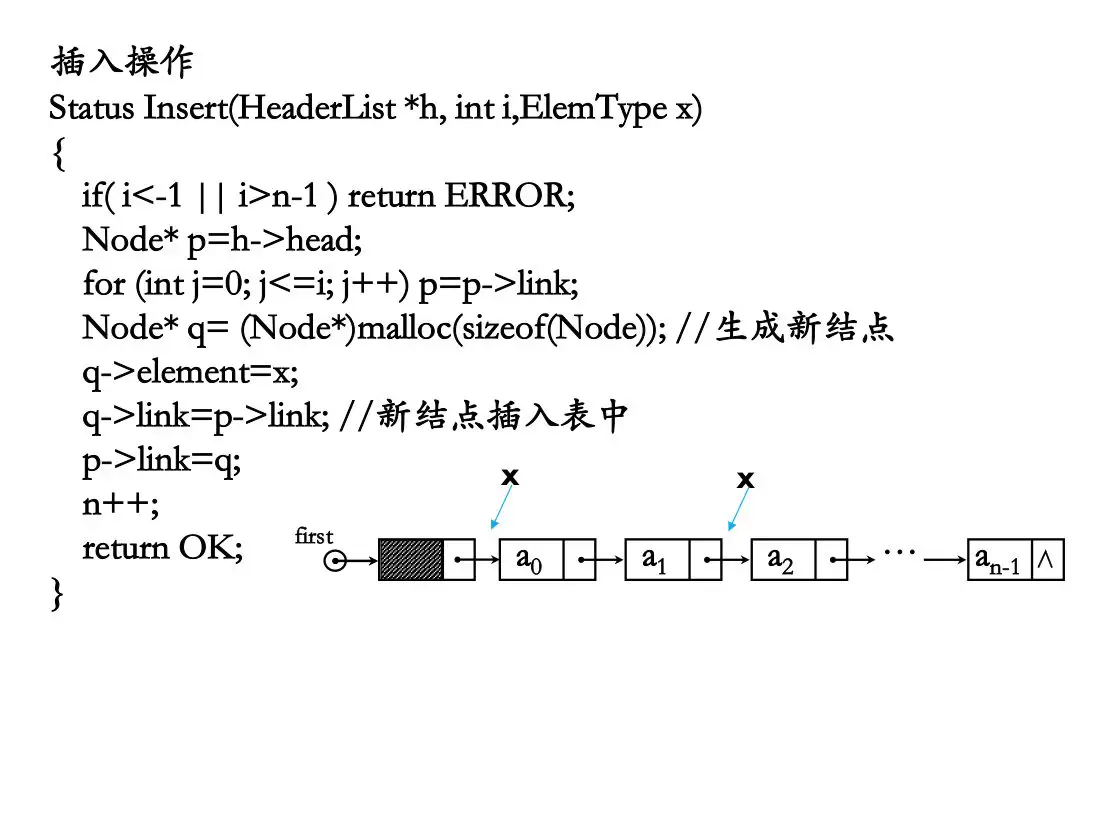 插入操作
Status Insert(HeaderList *h, int i,ElemType x)
{
if( i<-1 || i>n-1 ) return ERROR;
Node* p=h->head;
for (int j=0; j<=i; j++) p=p->link;
Node* q= (Node*)malloc(sizeof(Node)); //生成新结点
q->element=x;
q->link=p->link; //新结点插入表中
p->link=q;
n++;
return OK;
}
x x
first
a0 a1 a2 ··· an-1 ∧